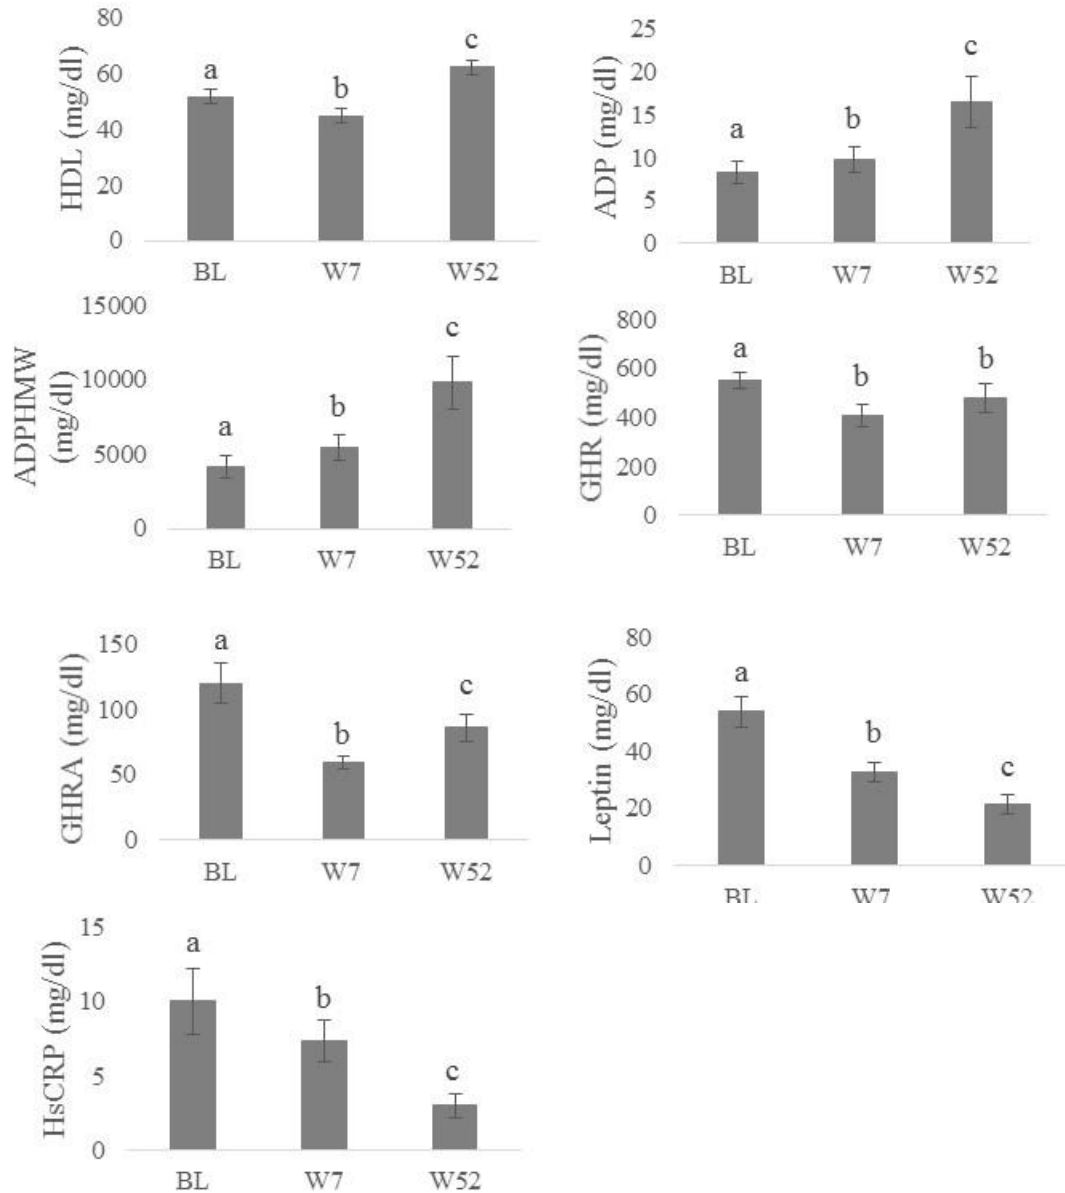 HDL (mg/dl)
80
60
40
20
0
a
b
c
BL W7 W52
ADP (mg/dl)
25
20
15
10
5
0
a
b
c
BL W7 W52
ADPHMW
(mg/dl)
15000
10000
5000
0
a
b
c
BL W7 W52
GHR (mg/dl)
800
600
400
200
0
a
b
b
BL W7 W52
GHRA (mg/dl)
150
100
50
0
a
b
c
BL W7 W52
Leptin (mg/dl)
80
60
40
20
0
a
b
c
BL W7 W52
HsCRP (mg/dl)
15
10
5
0
a
b
c
BL W7 W52